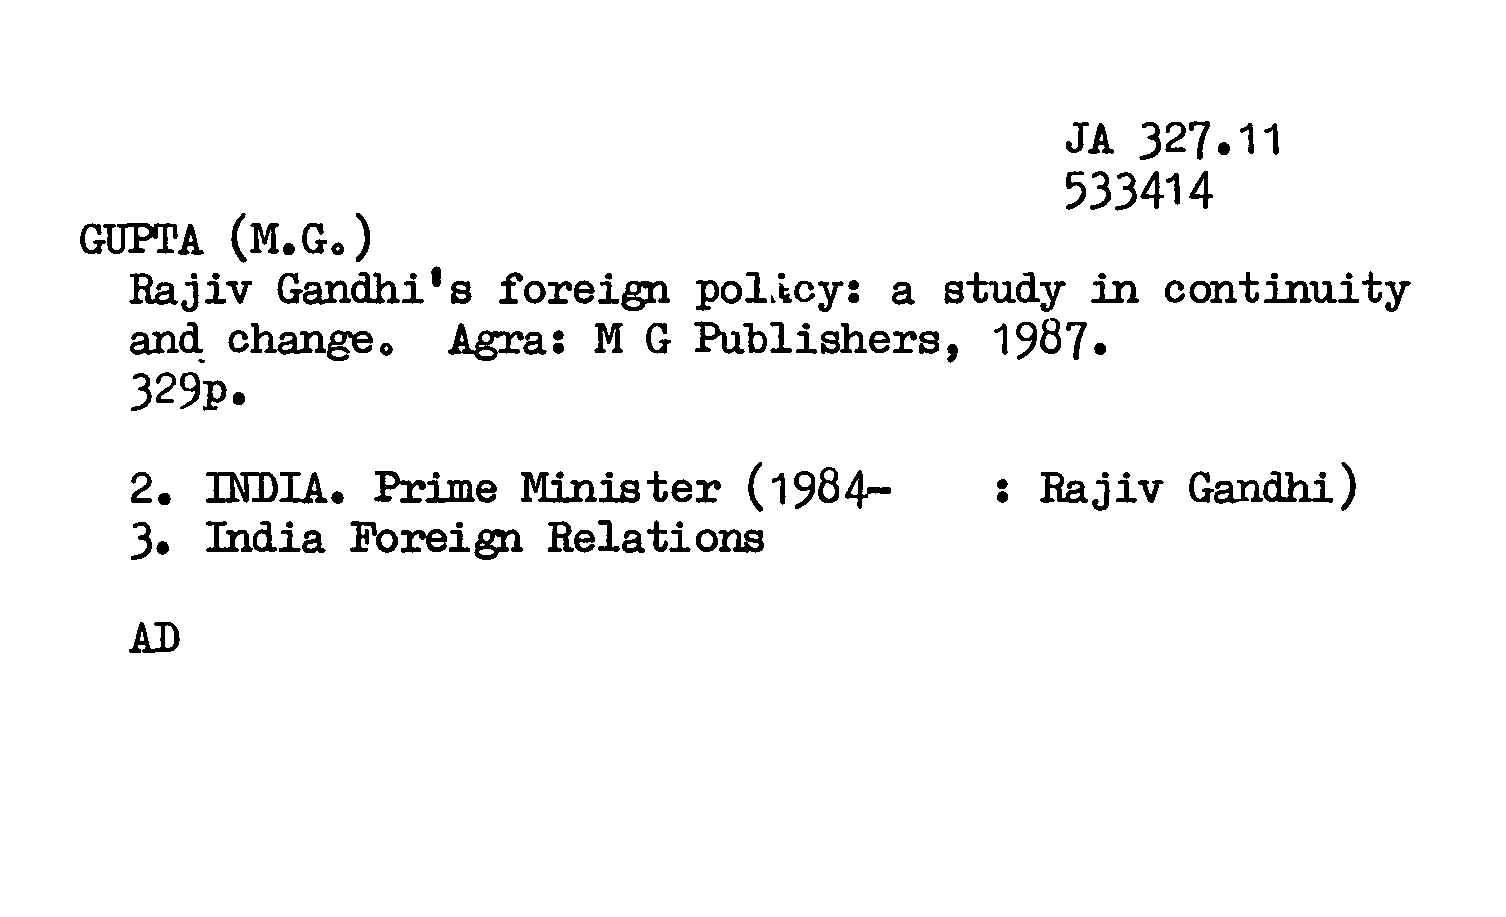 JA 327.11
533414
GUPTA (M.G.)
Rajiv Gandhi's foreign policy: a study in continuity
and change. Agra: M G Publishers, 1987.
329p.
2. INDIA. Prime Minister (1984- : Rajiv Gandhi)
3. India Foreign Relations
AD